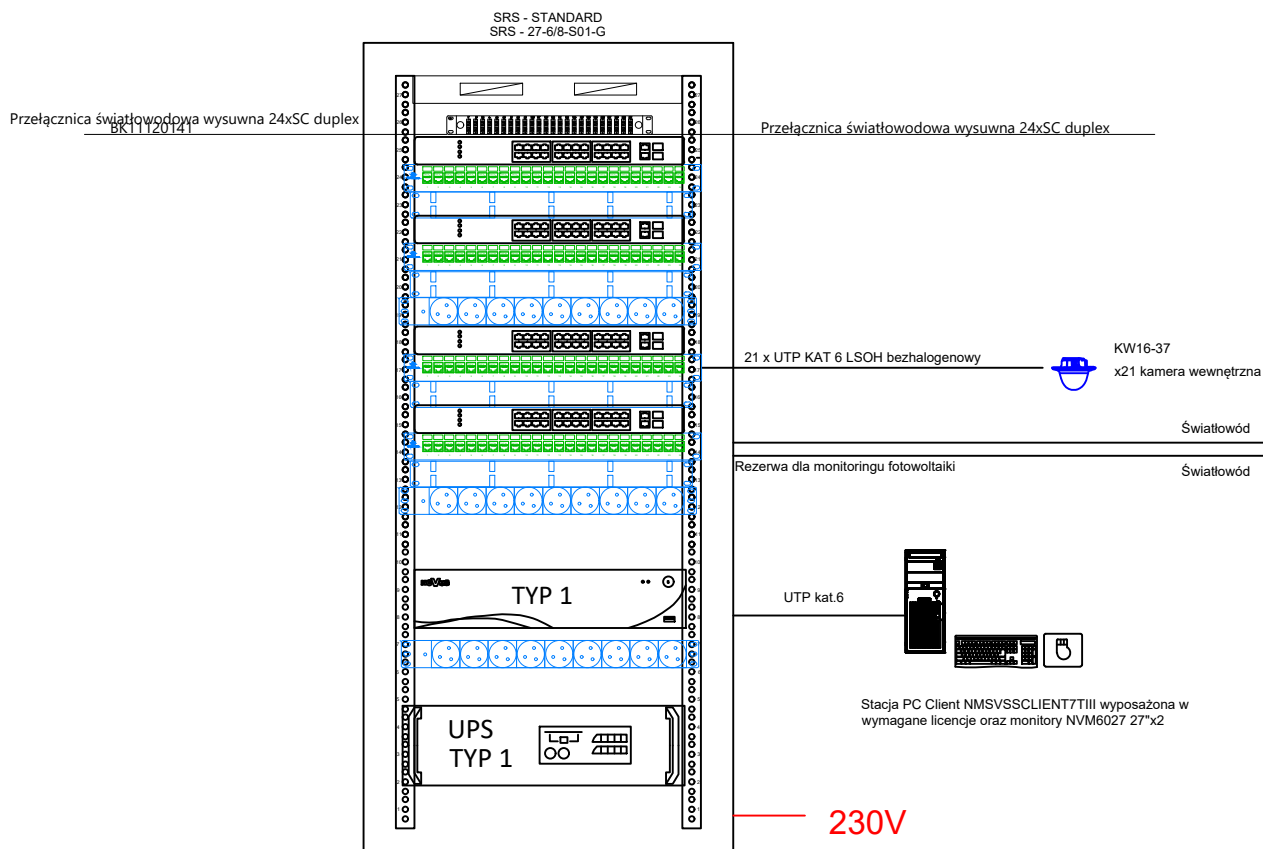 SRS - STANDARD
SRS - 27-6/8-S01-G
Przełącznica światłowodowa wysuwna 24xSC duplex
BK11120141
Przełącznica światłowodowa wysuwna 24xSC duplex
21 x UTP KAT 6 LSOH bezhalogenowy
KW16-37
x21 kamera wewnętrzna
Światłowód
Rezerwa dla monitoringu fotowoltaiki
Światłowód
TYP 1
UTP kat.6
Stacja PC Client NMSVSSCLIENT7TIII wyposażona w
wymagane licencje oraz monitory NVM6027 27"x2
UPS
TYP 1
230V